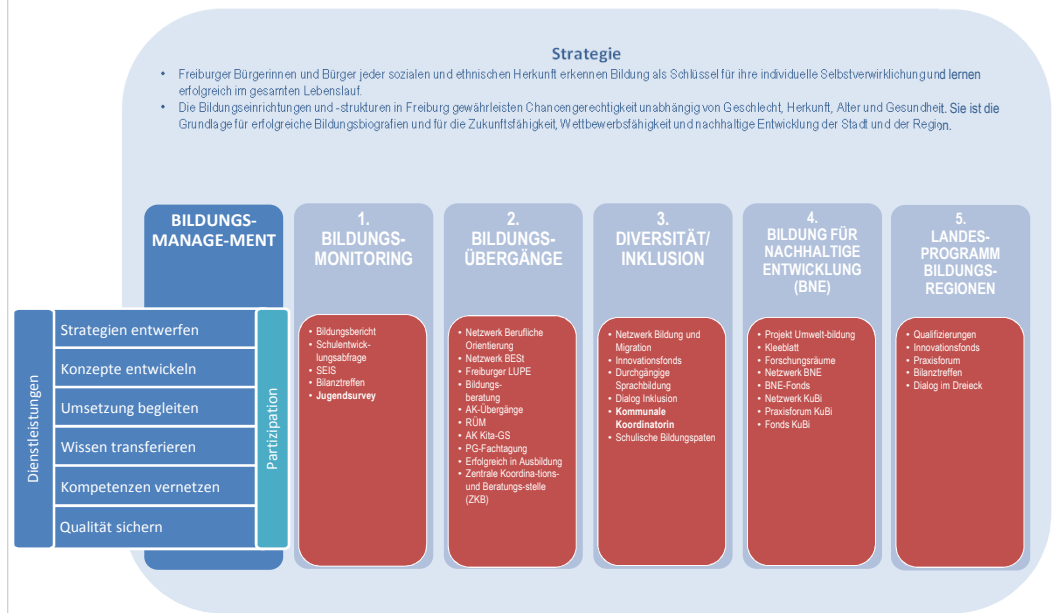 Strategie
• Freiburger Bürgerinnen und Bürger jeder sozialen und ethnischen Herkunft erkennen Bildung als Schlüssel für ihre individuelle Selbstverwirklichung und lernen
erfolgreich im gesamten Lebenslauf.
• Die Bildungseinrichtungen und -strukturen in Freiburg gewährleisten Chancengerechtigkeit unabhängig von Geschlecht, Herkunft, Alter und Gesundheit. Sie ist die
Grundlage für erfolgreiche Bildungsbiografien und für die Zukunftsfähigkeit, Wettbewerbsfähigkeit und nachhaltige Entwicklung der Stadt und der Region.
BILDUNGS-
MANAGE-MENT
Dienstleistungen
Strategien entwerfen
Konzepte entwickeln
Umsetzung begleiten
Wissen transferieren
Kompetenzen vernetzen
Qualität sichern
Partizipation
1.
BILDUNGS-
MONITORING
• Bildungsbericht
• Schulentwick-
lungsabfrage
• SEIS
• Bilanztreffen
• Jugendsurvey
2.
BILDUNGS-
ÜBERGÄNGE
• Netzwerk Berufliche
Orientierung
• Netzwerk BESt
• Freiburger LUPE
• Bildungs-
beratung
• AK-Übergänge
• RÜM
• AK Kita-GS
• PG-Fachtagung
• Erfolgreich in Ausbildung
• Zentrale Koordina-tions-
und Beratungs-stelle
(ZKB)
3.
DIVERSITÄT/
INKLUSION
• Netzwerk Bildung und
Migration
• Innovationsfonds
• Durchgängige
Sprachbildung
• Dialog Inklusion
• Kommunale
Koordinatorin
• Schulische Bildungspaten
4.
BILDUNG FÜR
NACHHALTIGE
ENTWICKLUNG
(BNE)
• Projekt Umwelt-bildung
• Kleeblatt
• Forschungsräume
• Netzwerk BNE
• BNE-Fonds
• Netzwerk KuBi
• Praxisforum KuBi
• Fonds KuBi
5.
LANDES-
PROGRAMM
BILDUNGS-
REGIONEN
• Qualifizierungen
• Innovationsfonds
• Praxisforum
• Bilanztreffen
• Dialog im Dreieck